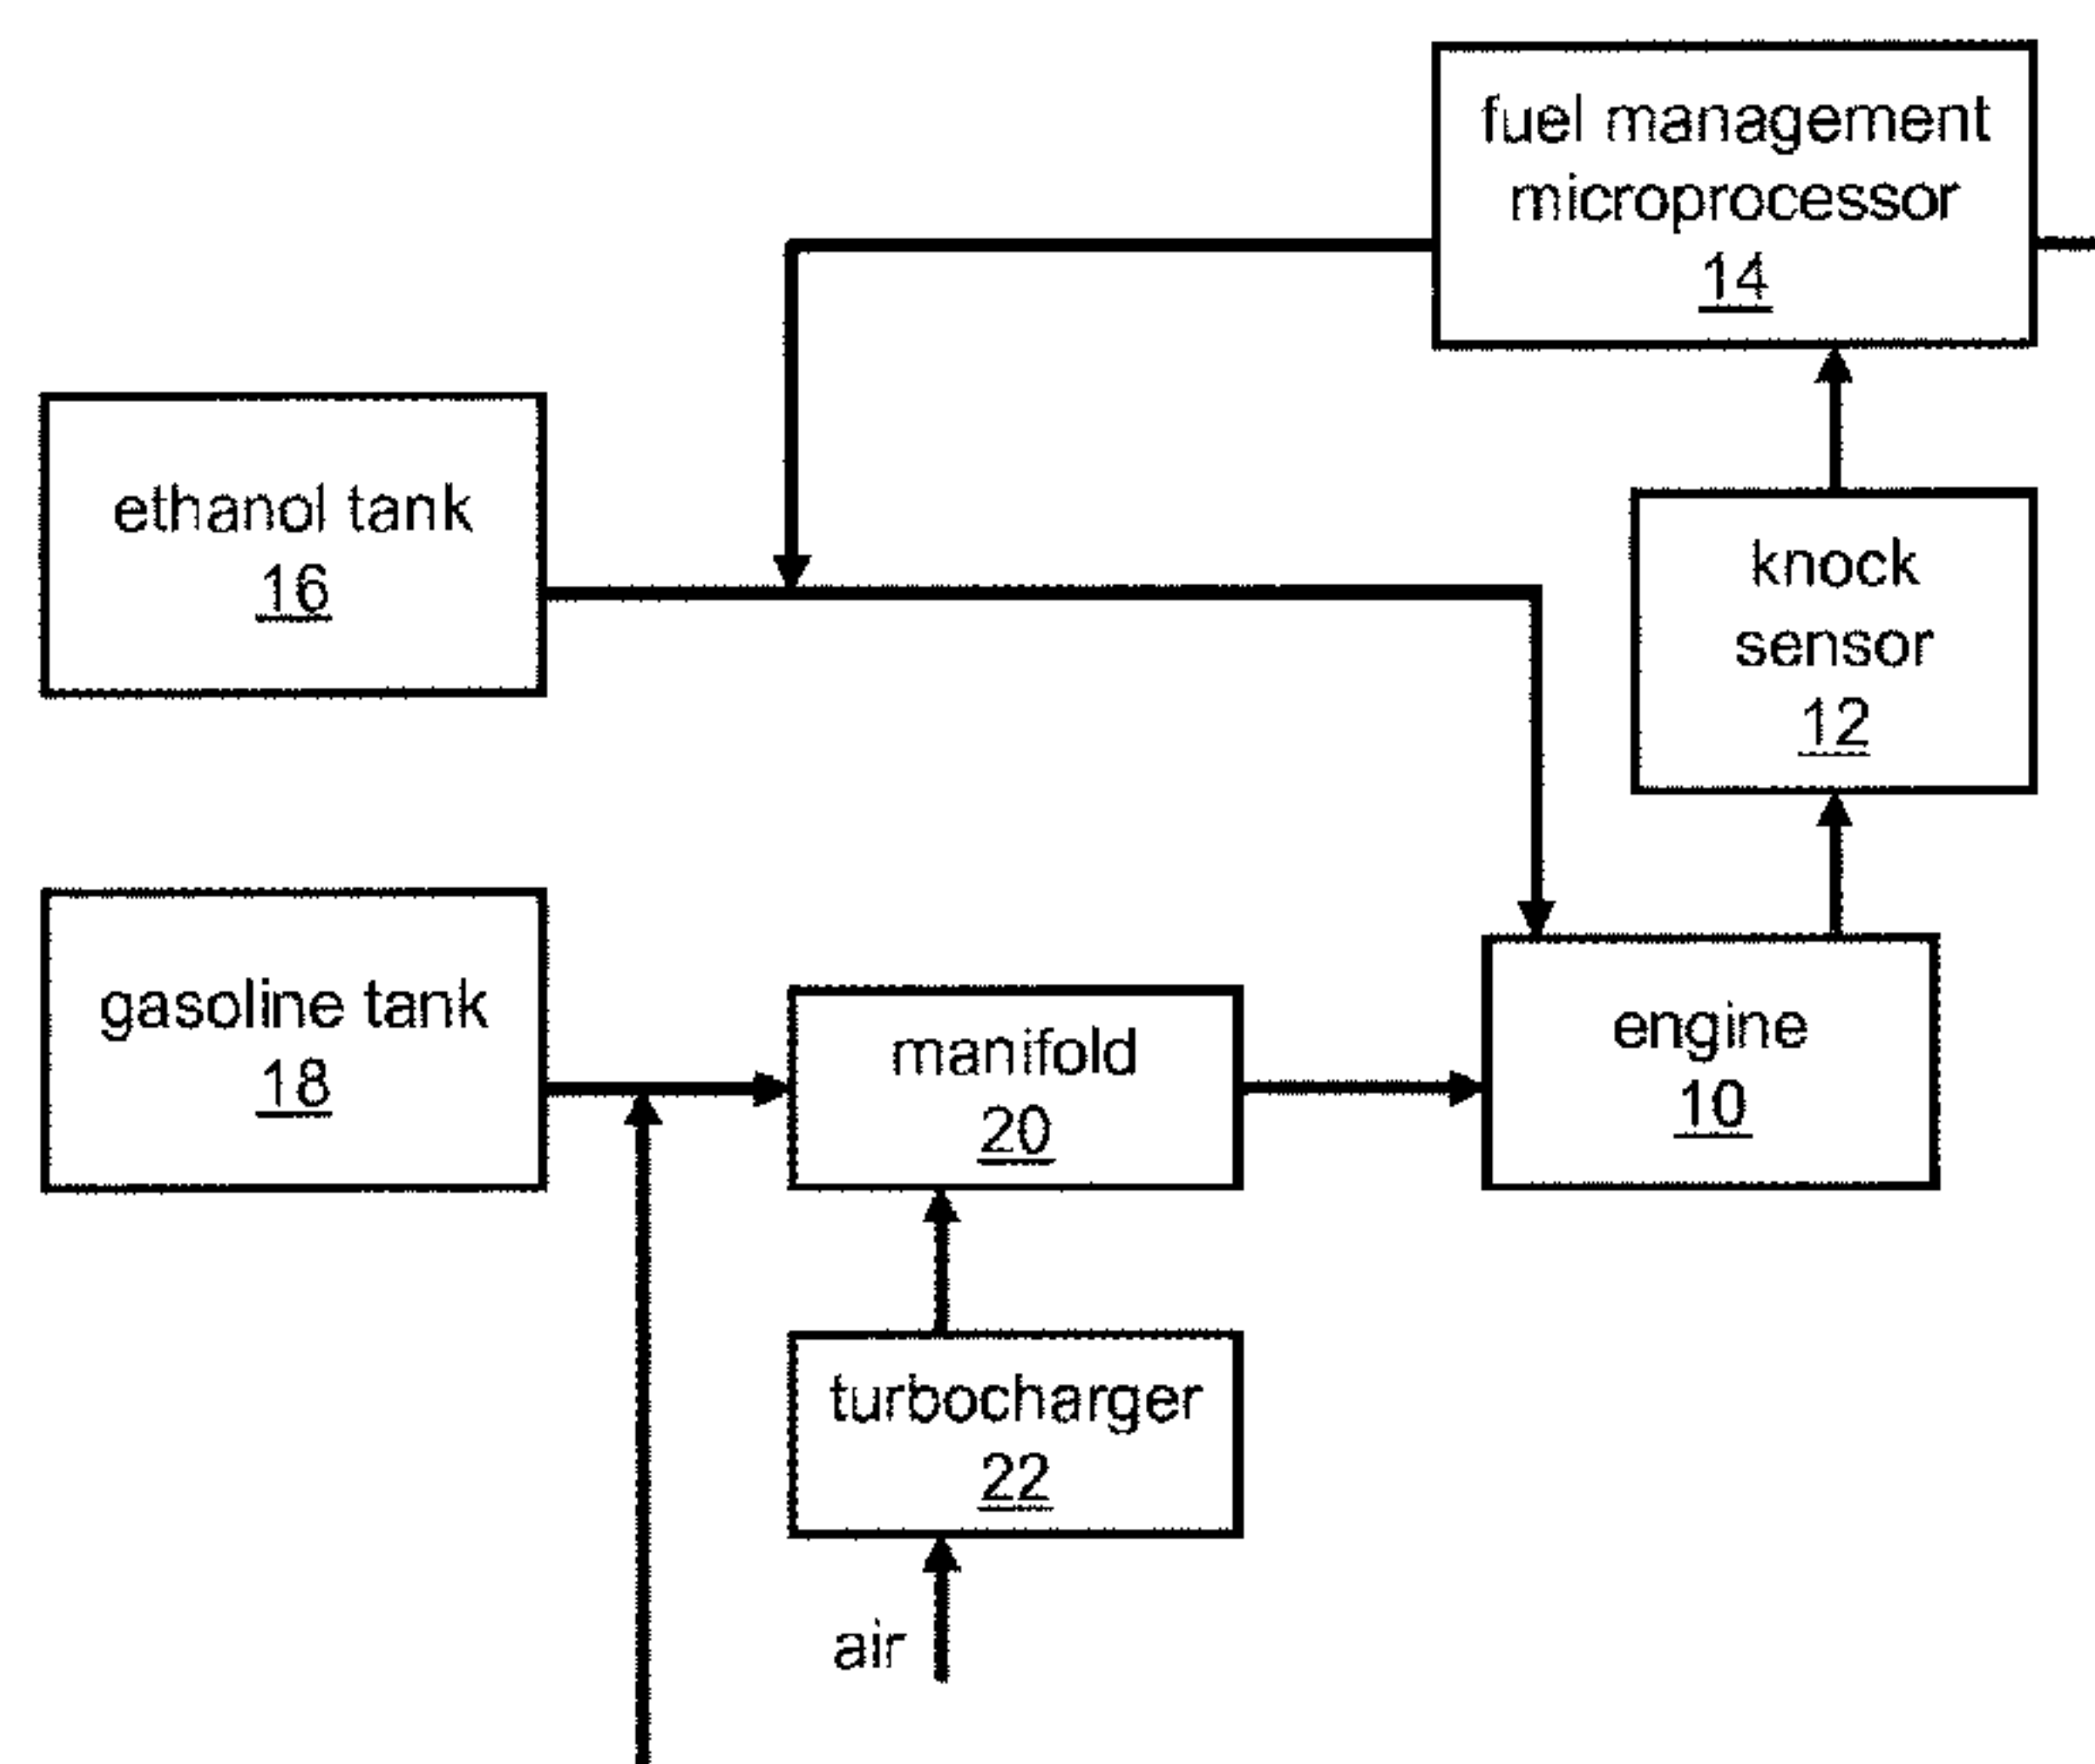 fuel management
microprocessor
14
ethanol tank
16
knock
sensor
12
gasoline tank
18
manifold
20
engine
10
turbocharger
22
air